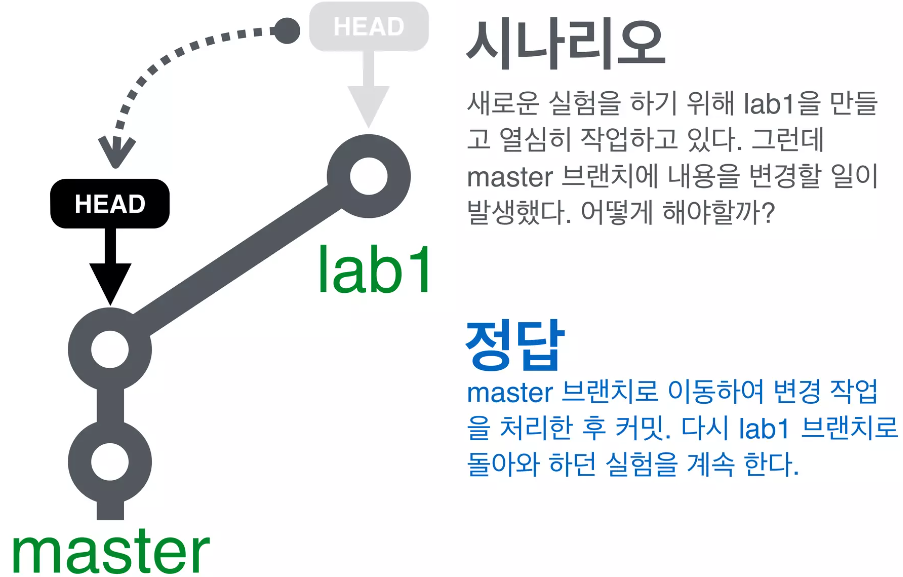 HEAD
시나리오
새로운 실험을 하기 위해 lab1을 만들
고 열심히 작업하고 있다. 그런데
master 브랜치에 내용을 변경할 일이
발생했다. 어떻게 해야할까?
HEAD
lab1
정답
master 브랜치로 이동하여 변경 작업
을 처리한 후 커밋. 다시 lab1 브랜치로
돌아와 하던 실험을 계속 한다.
master